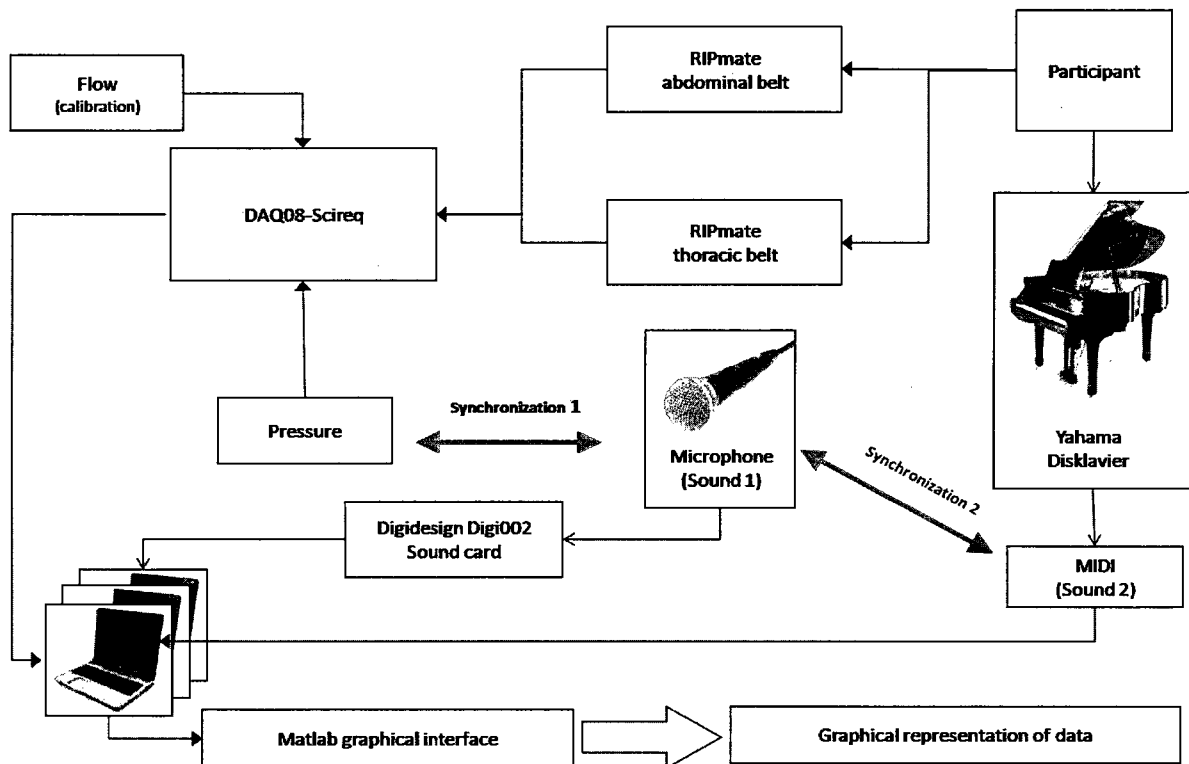 Flow
(calibration)
RIPmate
abdominal belt
Participant
DAQ08-Scireq
RIPmate
thoracic belt
Pressure
Synchronization 1
Microphone
(Sound 1)
Synchronization 2
Yahama
Disklavier
Digidesign Digi002
Sound card
MIDI
(Sound 2)
Matlab graphical interface
Graphical representation of data